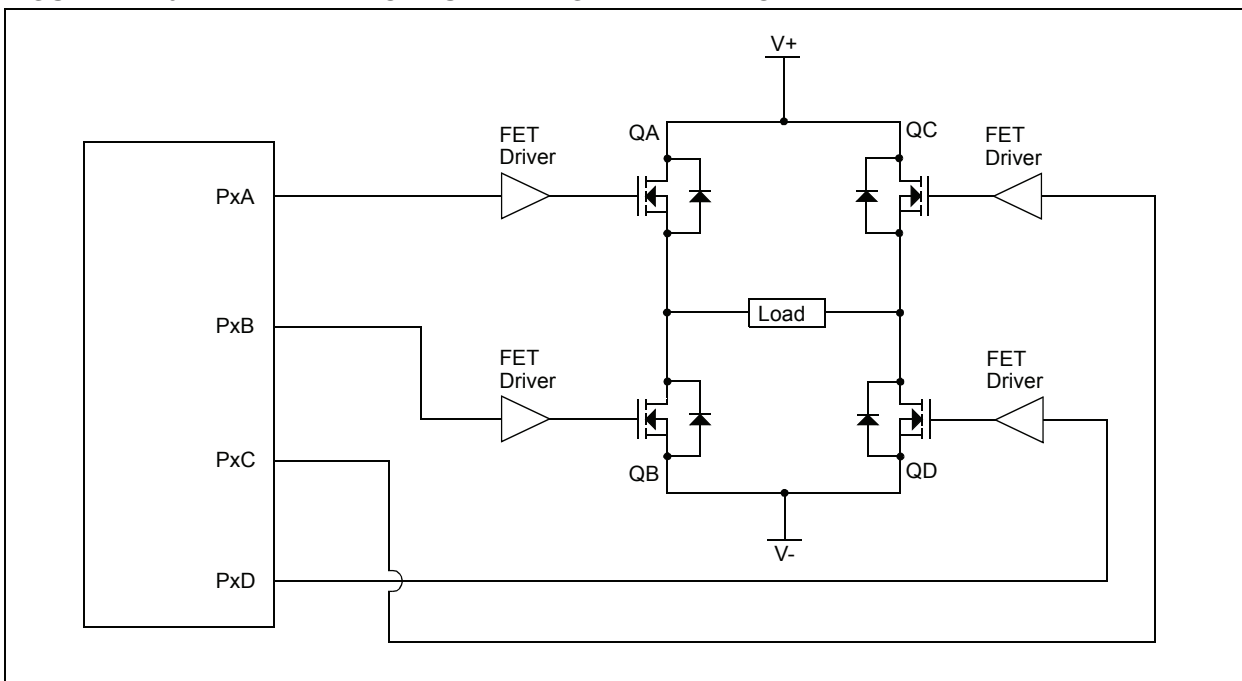 V+
QA
QC
FET
Driver
FET
Driver
PxA
Load
PxB
FET
Driver
FET
Driver
PxC
QB
QD
V-
PxD